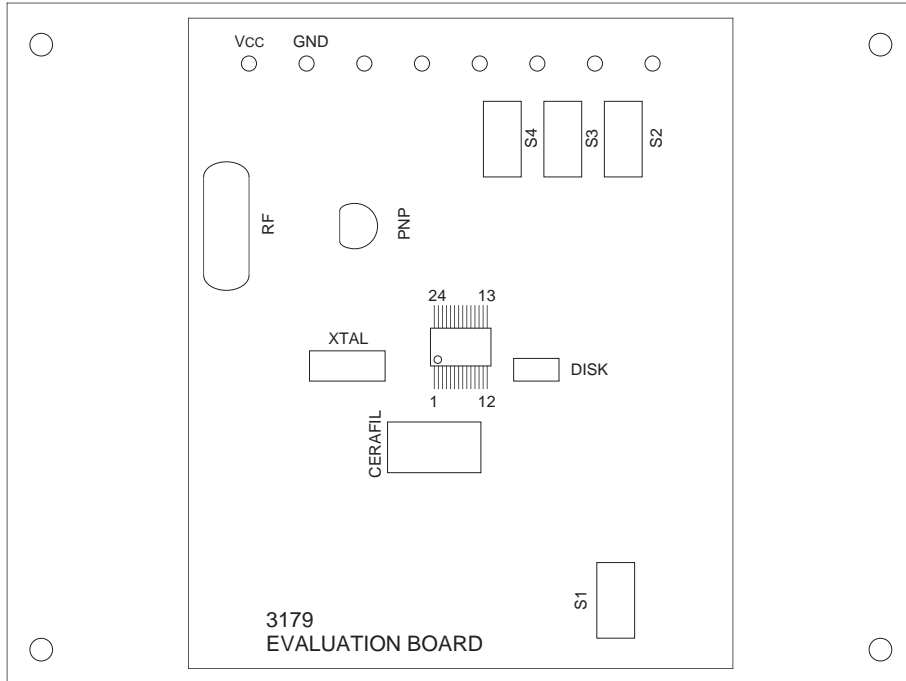 VCC GND
S4 S3 S2
RF
PNP
24 13
XTAL
DISK
1 12
CERAFIL
S1
3179
EVALUATION BOARD